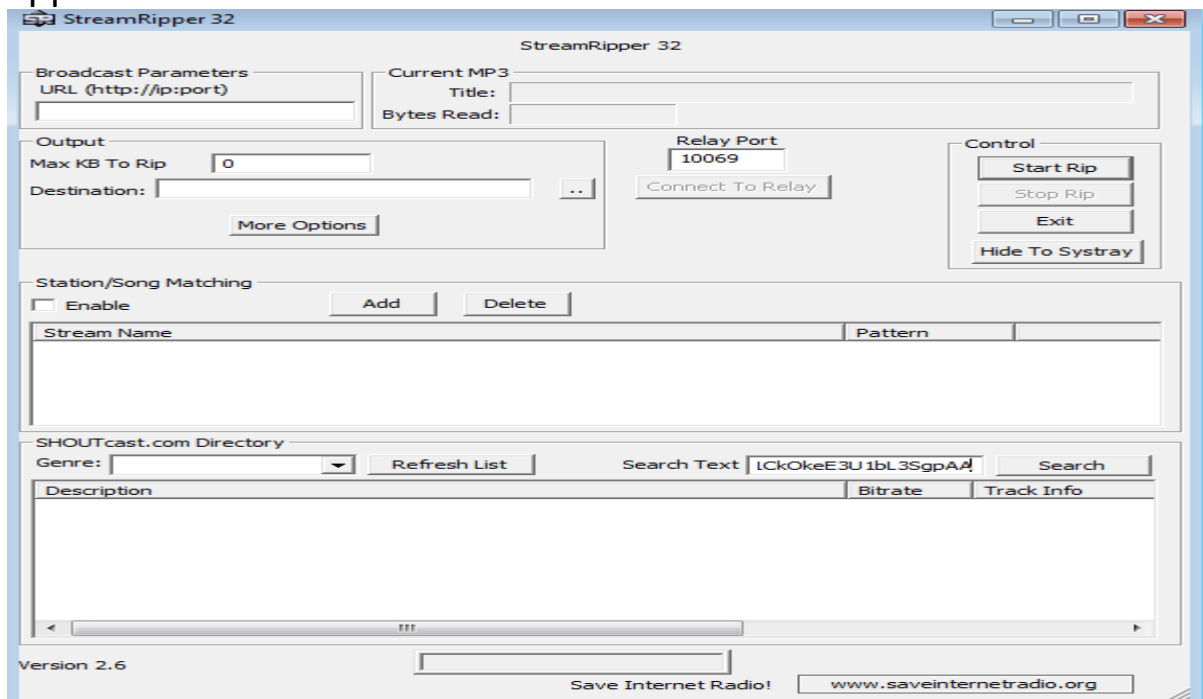 StreamRipper 32
StreamRipper 32
Broadcast Parameters
URL (http://ip:port)
Current MP3
Title:
Bytes Read:
Output
Max KB To Rip 0
Destination: ..
More Options
Relay Port
10069
Connect To Relay
Control
Start Rip
Stop Rip
Exit
Hide To Systray
Station/Song Matching
Enable Add Delete
Stream Name Pattern
SHOUTcast.com Directory
Genre: Refresh List Search Text Search
Description Bitrate Track Info
Version 2.6
Save Internet Radio! www.saveinternetradio.org